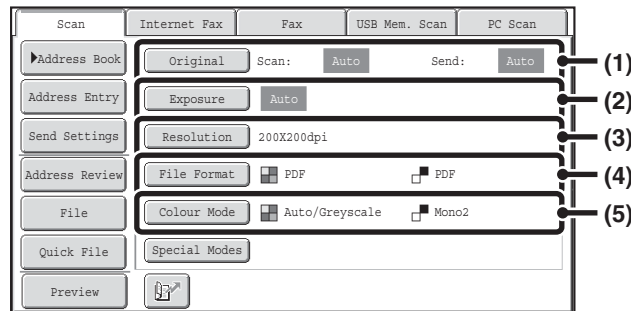 Scan Internet Fax Fax USB Mem. Scan PC Scan
Address Book Original Scan: Auto Send: Auto (1)
Address Entry Exposure Auto (2)
Send Settings Resolution 200X200dpi (3)
Address Review File Format PDF PDF (4)
File Colour Mode Auto/Greyscale Mono2 (5)
Quick File Special Modes
Preview